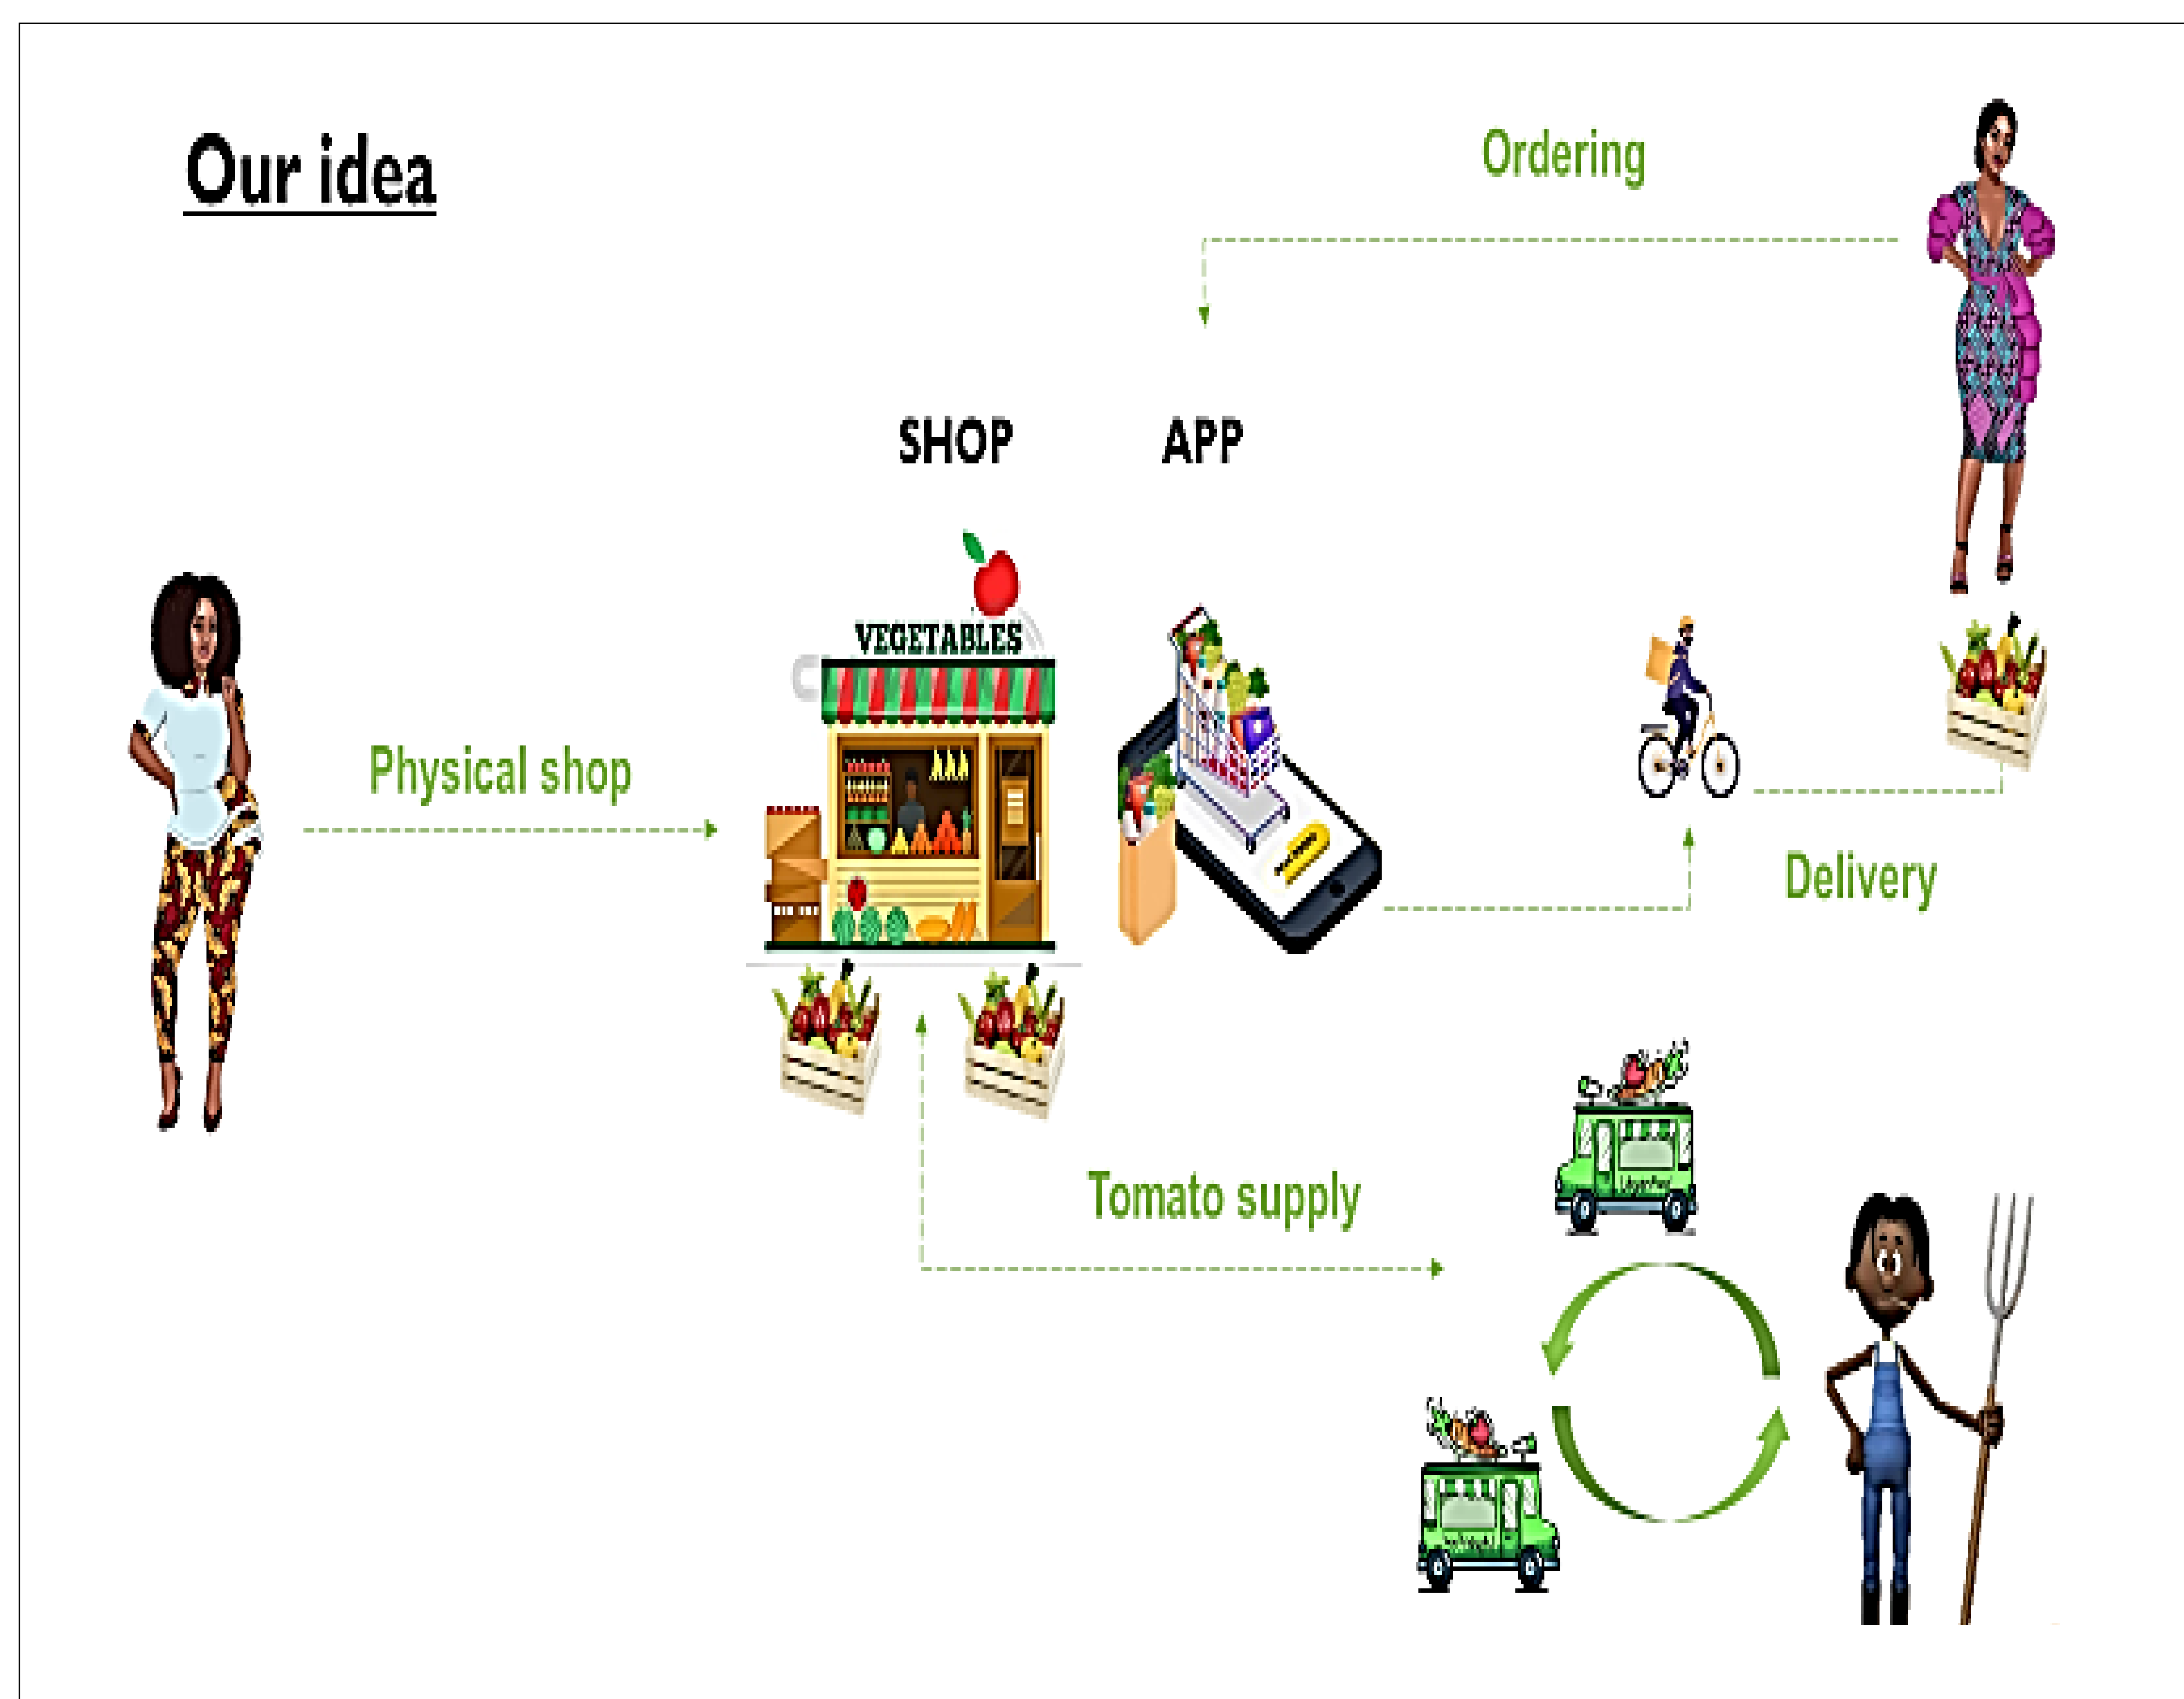 Our idea
Ordering
SHOP
APP
VEGETABLES
Physical shop
Delivery
Tomato supply